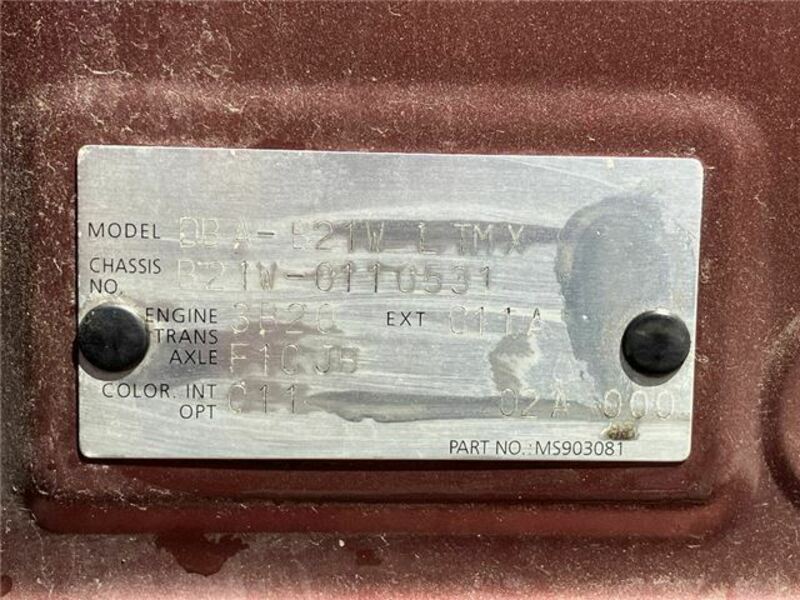 MODEL DBA-B21W LTMX
CHASSIS NO. B21W-0110531
ENGINE 3B20 EXT C11A
TRANS AXLE F1CJB
COLOR. INT OPT C11 02A 000
PART NO.:MS903081